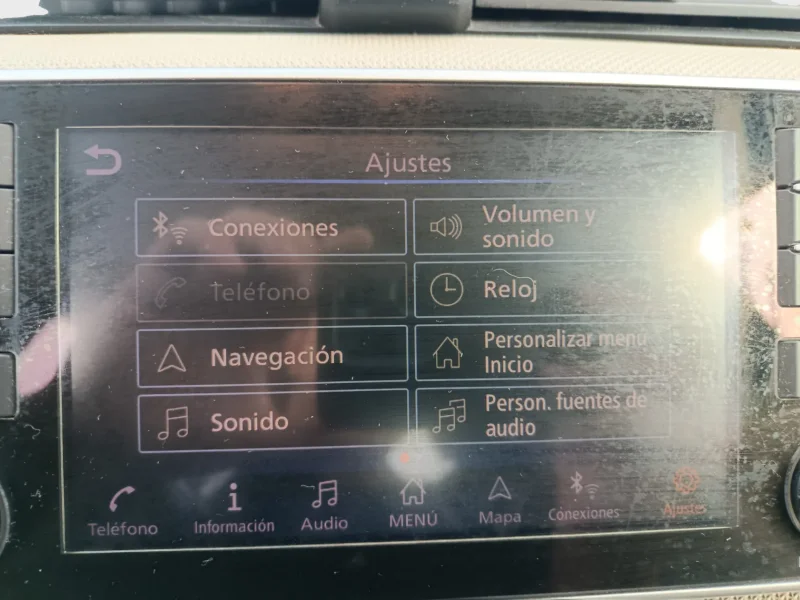 Ajustes
Conexiones
Volumen y
sonido
Teléfono
Reloj
Navegación
Personalizar menú
Inicio
Sonido
Person. fuentes de
audio
Teléfono
Información
Audio
MENÚ
Mapa
Conexiones
Ajustes